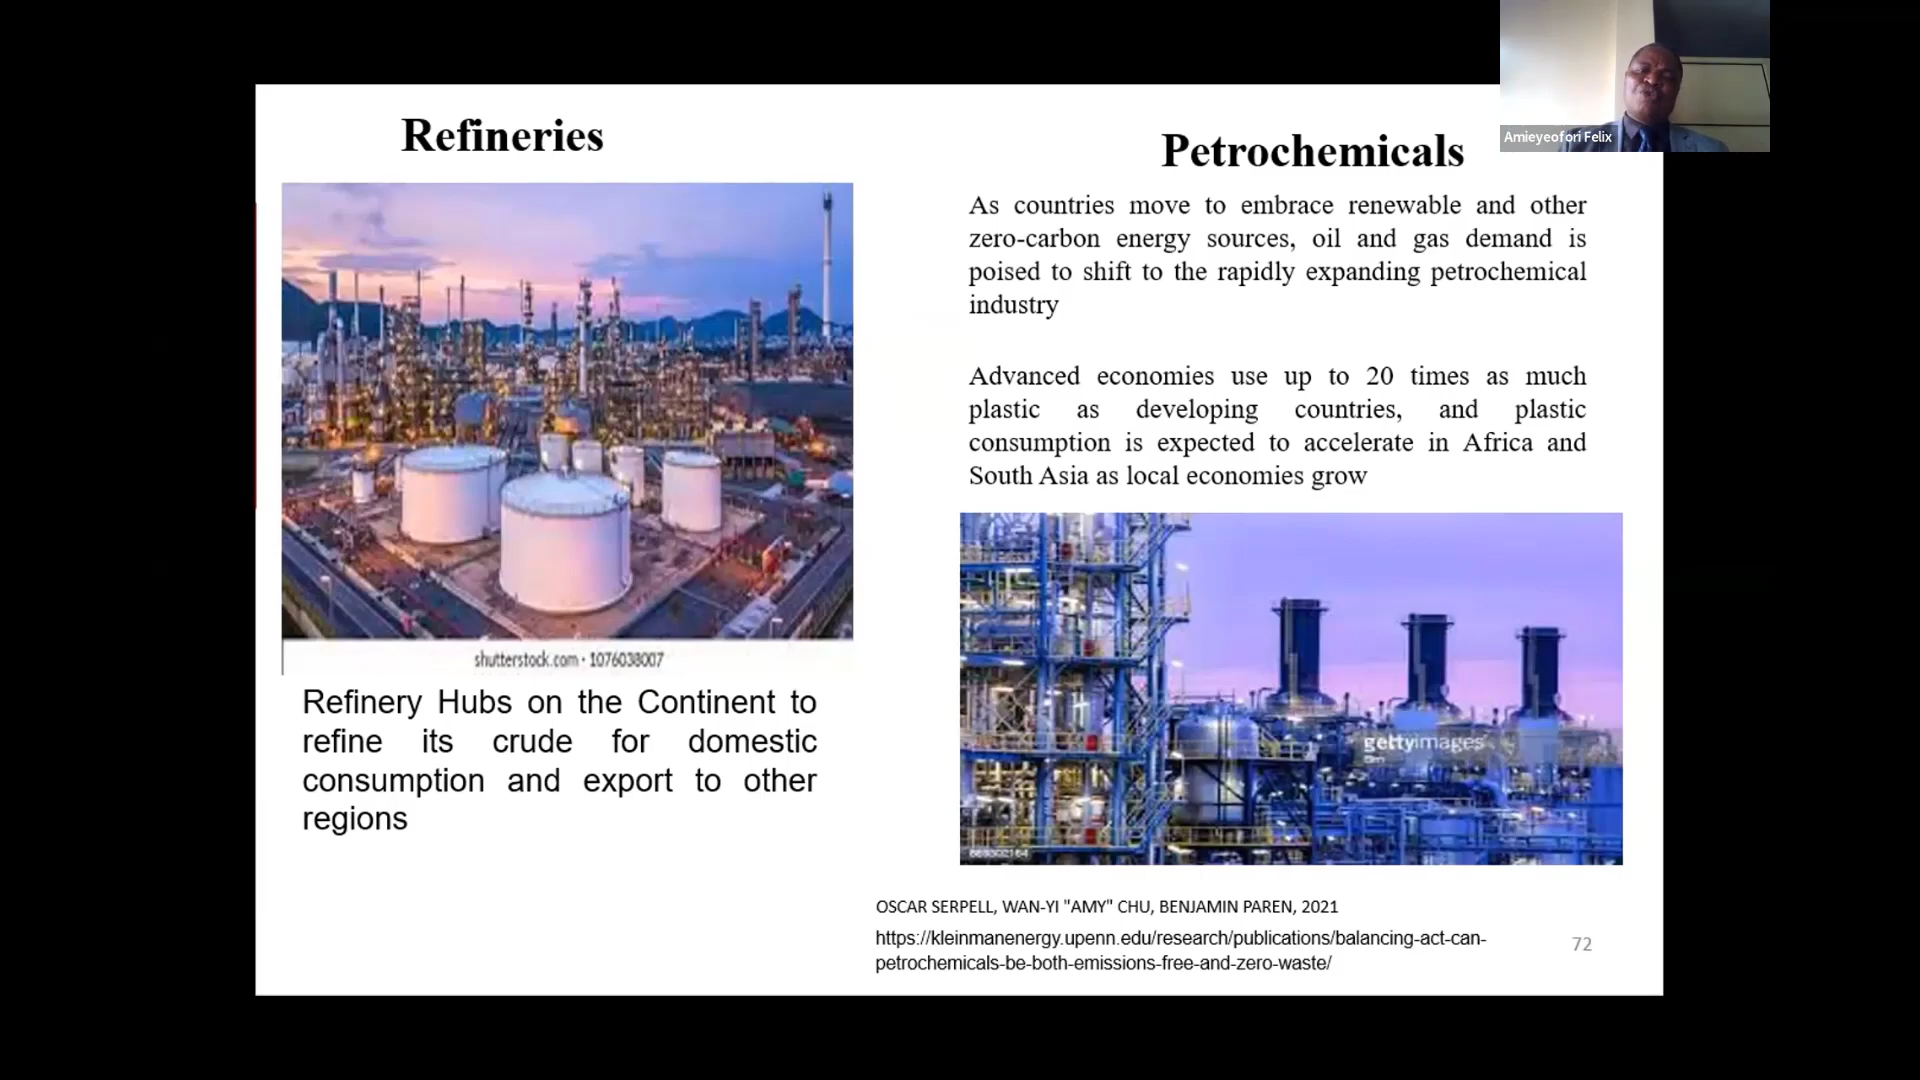 Refineries
shutterstock.com · 1076038007
Refinery Hubs on the Continent to
refine its crude for domestic
consumption and export to other
regions
Petrochemicals
As countries move to embrace renewable and other
zero-carbon energy sources, oil and gas demand is
poised to shift to the rapidly expanding petrochemical
industry
Advanced economies use up to 20 times as much
plastic as developing countries, and plastic
consumption is expected to accelerate in Africa and
South Asia as local economies grow
gettyimages
OSCAR SERPELL, WAN-YI "AMY" CHU, BENJAMIN PAREN, 2021
https://kleinmanenergy.upenn.edu/research/publications/balancing-act-can-
petrochemicals-be-both-emissions-free-and-zero-waste/
72
Amieyeofori Felix